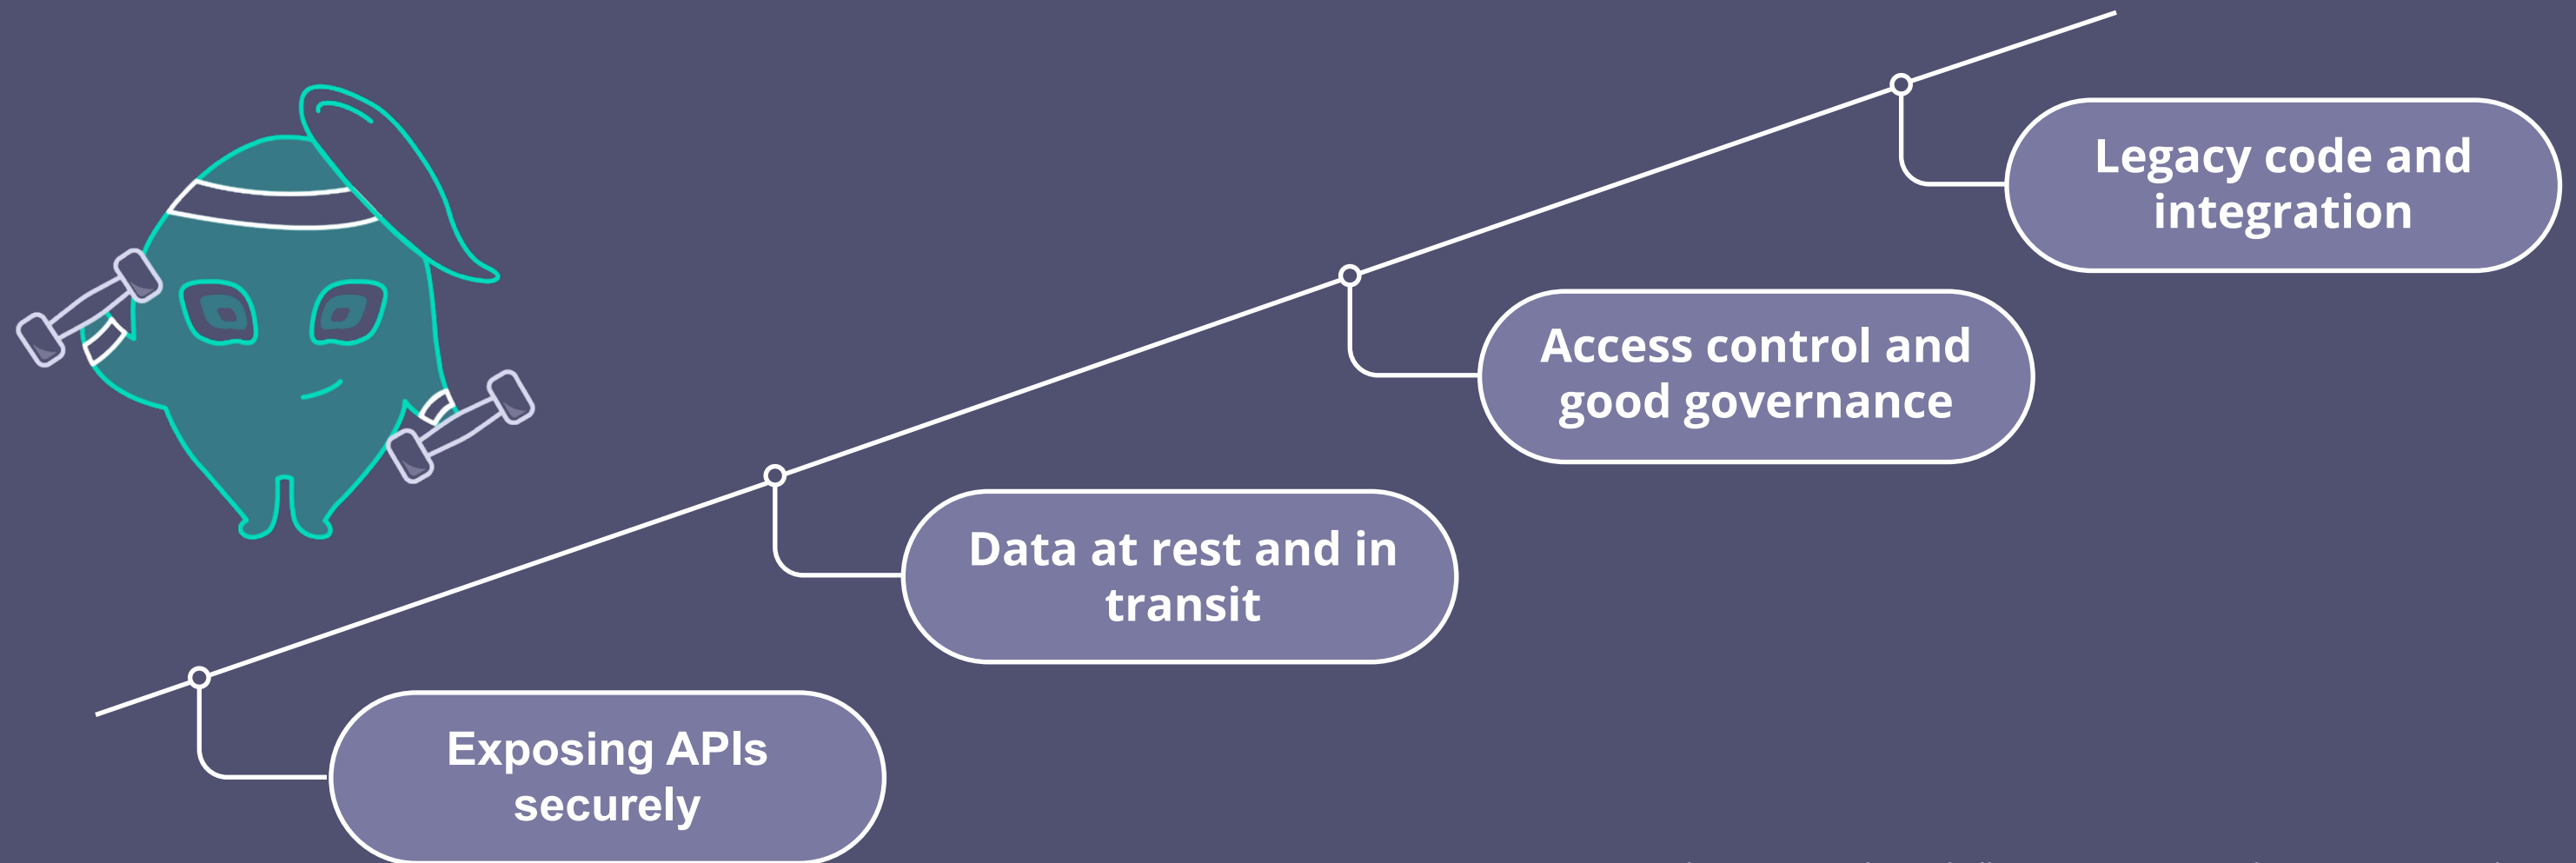 Legacy code and
integration
Access control and
good governance
Data at rest and in
transit
Exposing APIs
securely